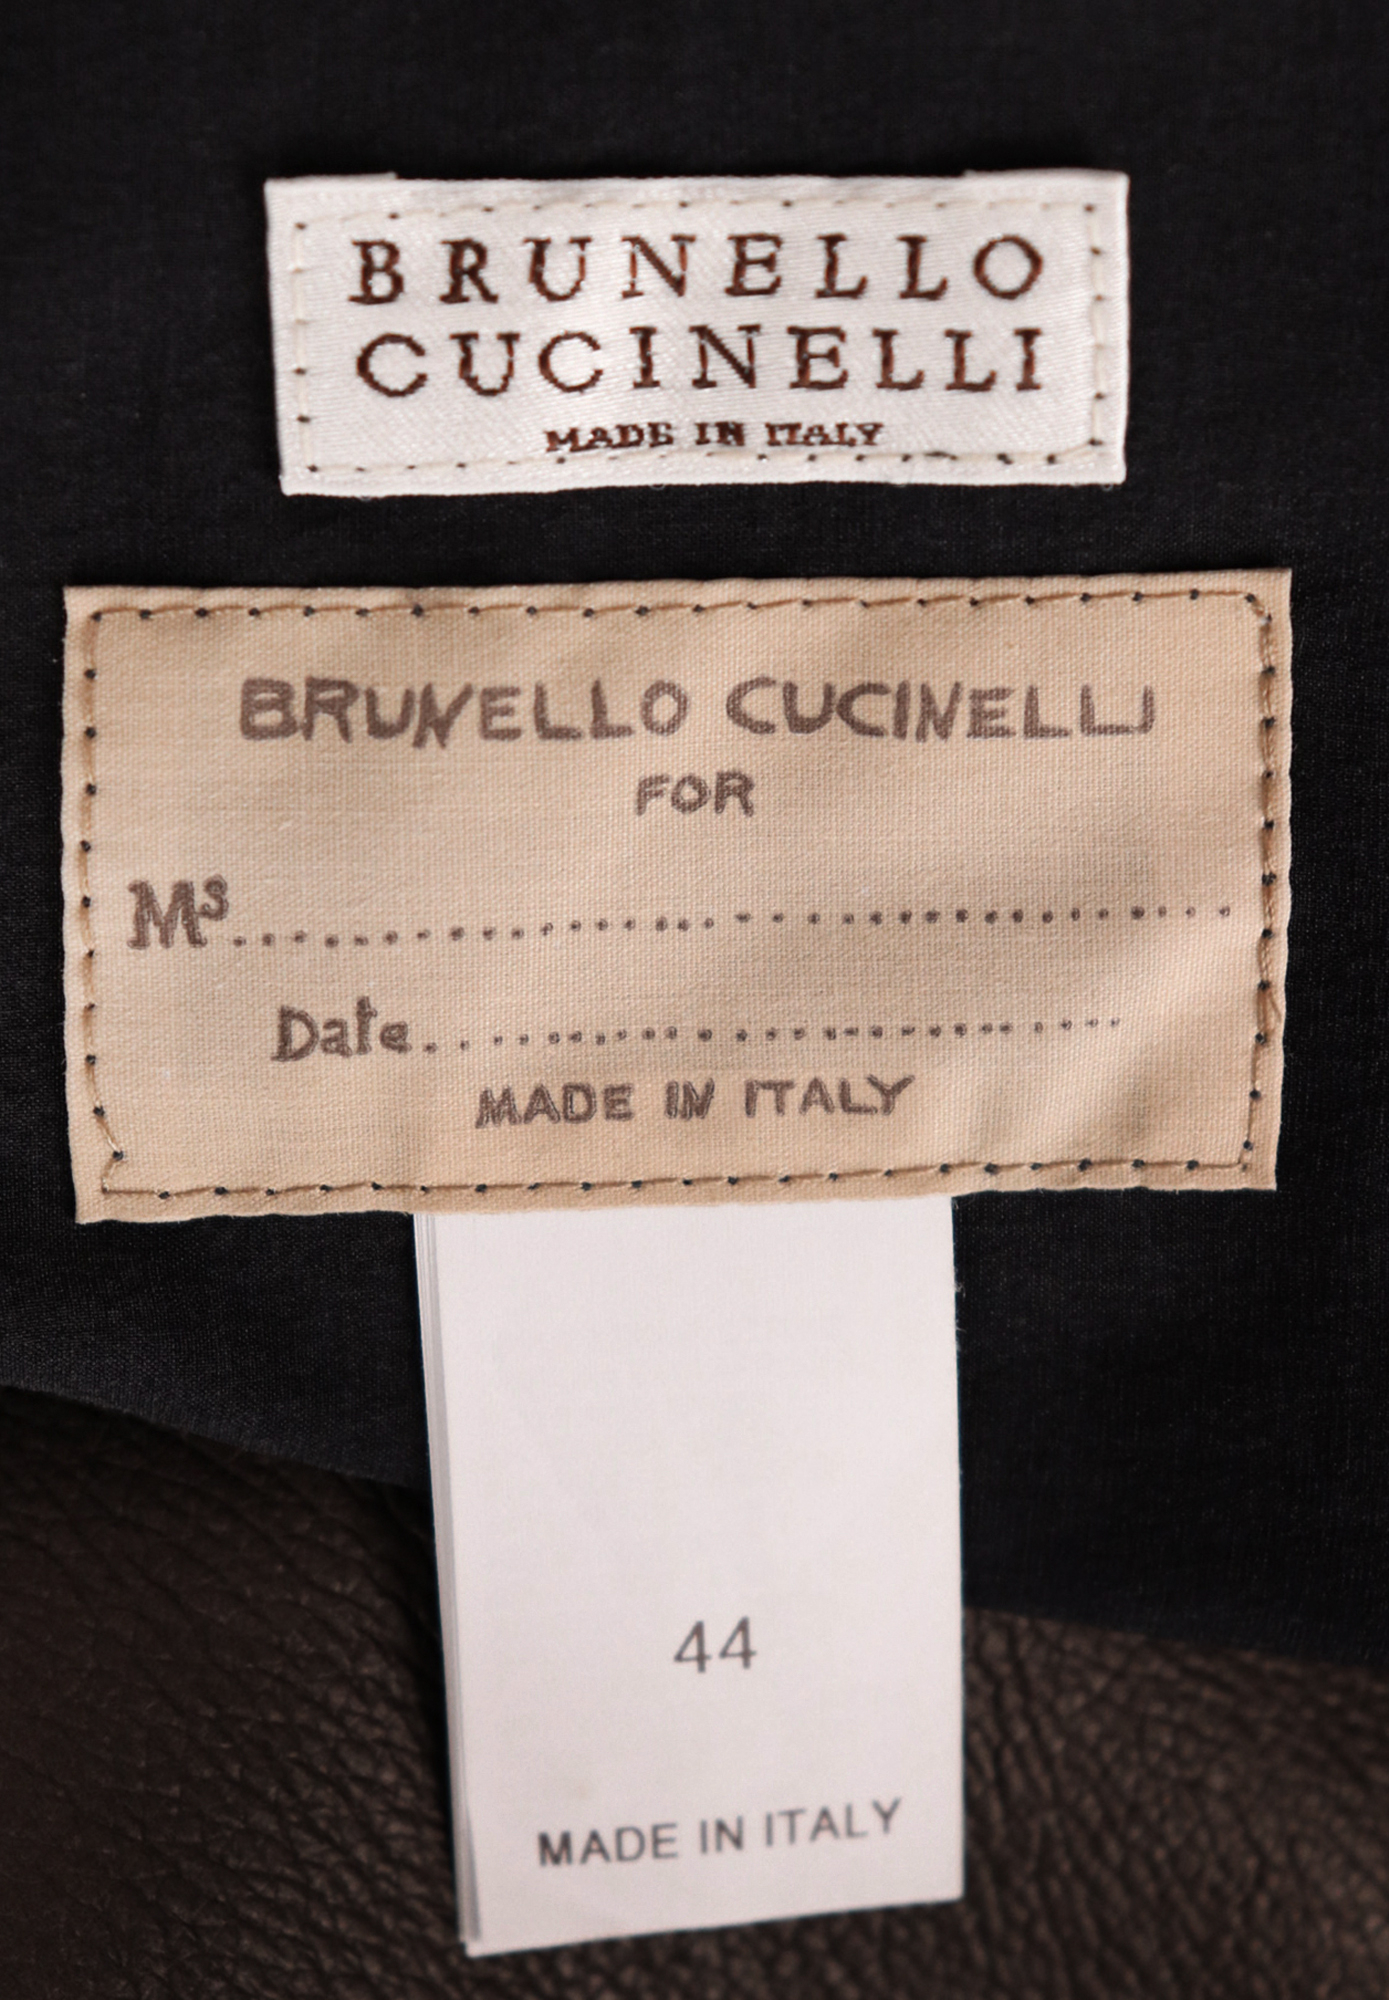 BRUNELLO
CUCINELLI
MADE IN ITALY
BRUNELLO CUCINELLI
FOR
Ms........................................
Date..............................
MADE IN ITALY
44
MADE IN ITALY